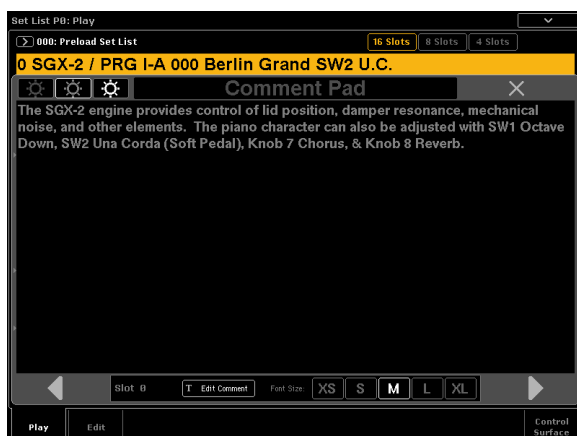 Set List P0: Play
000: Preload Set List
16 Slots
8 Slots
4 Slots
0 SGX-2 / PRG I-A 000 Berlin Grand SW2 U.C.
Comment Pad
The SGX-2 engine provides control of lid position, damper resonance, mechanical
noise, and other elements. The piano character can also be adjusted with SW1 Octave
Down, SW2 Una Corda (Soft Pedal), Knob 7 Chorus, & Knob 8 Reverb.
Slot 0
T Edit Comment
Font Size:
XS
S
M
L
XL
Play
Edit
Control
Surface